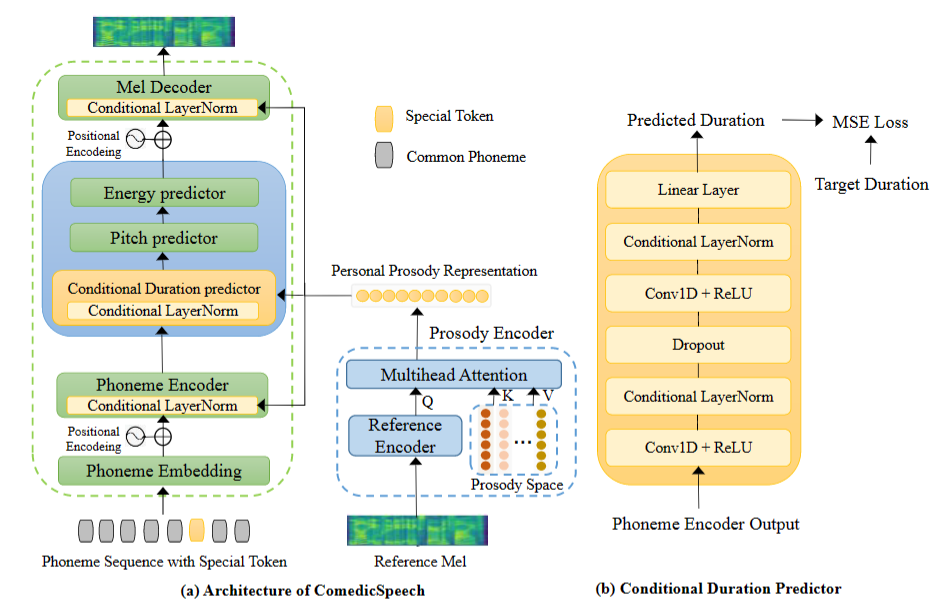 Mel Decoder
Conditional LayerNorm
Positional
Encodeing
Energy predictor
Pitch predictor
Conditional Duration predictor
Conditional LayerNorm
Phoneme Encoder
Conditional LayerNorm
Positional
Encodeing
Phoneme Embedding
Phoneme Sequence with Special Token
Special Token
Common Phoneme
Personal Prosody Representation
Prosody Encoder
Multihead Attention
Q
K
V
Reference
Encoder
...
Prosody Space
Reference Mel
(a) Architecture of ComedicSpeech
Predicted Duration
MSE Loss
Target Duration
Linear Layer
Conditional LayerNorm
Conv1D + ReLU
Dropout
Conditional LayerNorm
Conv1D + ReLU
Phoneme Encoder Output
(b) Conditional Duration Predictor